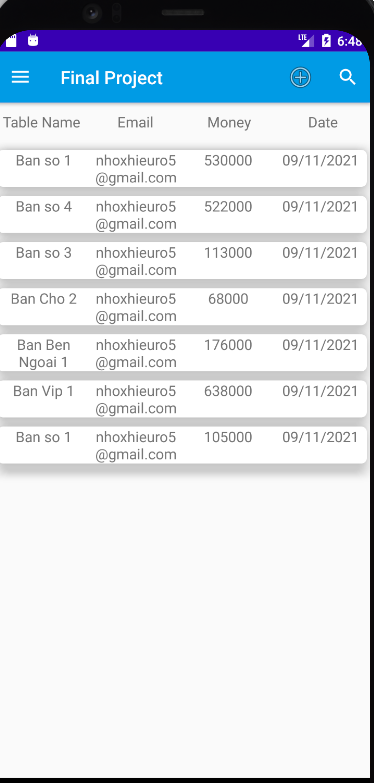 LTE 6:48
Final Project
Table Name Email Money Date
Ban so 1 nhoxhieuro5 530000 09/11/2021
@gmail.com
Ban so 4 nhoxhieuro5 522000 09/11/2021
@gmail.com
Ban so 3 nhoxhieuro5 113000 09/11/2021
@gmail.com
Ban Cho 2 nhoxhieuro5 68000 09/11/2021
@gmail.com
Ban Ben nhoxhieuro5 176000 09/11/2021
Ngoai 1 @gmail.com
Ban Vip 1 nhoxhieuro5 638000 09/11/2021
@gmail.com
Ban so 1 nhoxhieuro5 105000 09/11/2021
@gmail.com